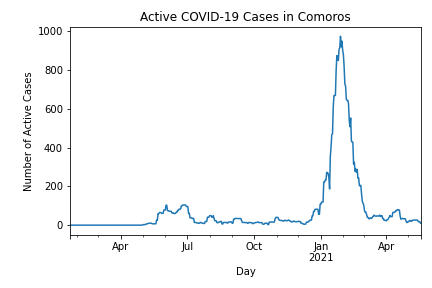 Active COVID-19 Cases in Comoros
Number of Active Cases
1000
800
600
400
200
0
Apr
Jul
Oct
Jan
2021
Apr
Day